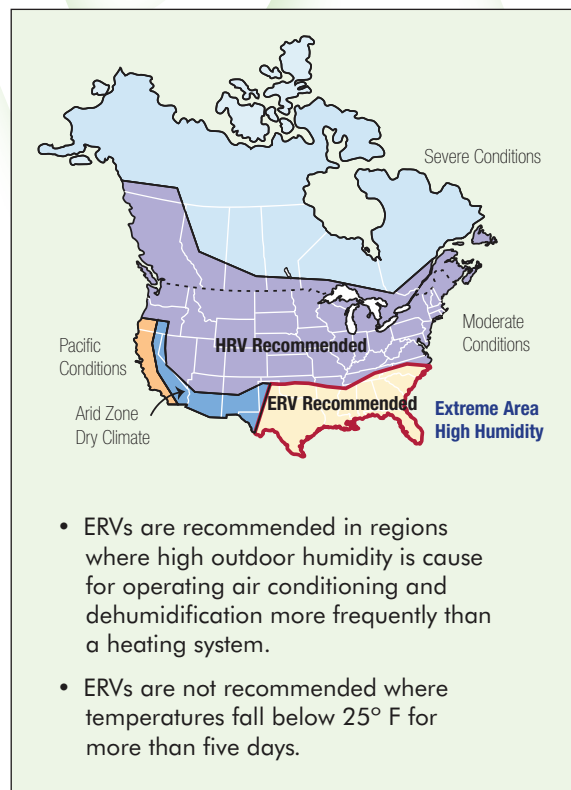 Severe Conditions
Moderate
Conditions
HRV Recommended
Pacific
Conditions
Arid Zone
Dry Climate
ERV Recommended
Extreme Area
High Humidity
• ERVs are recommended in regions
where high outdoor humidity is cause
for operating air conditioning and
dehumidification more frequently than
a heating system.
• ERVs are not recommended where
temperatures fall below 25º F for
more than five days.